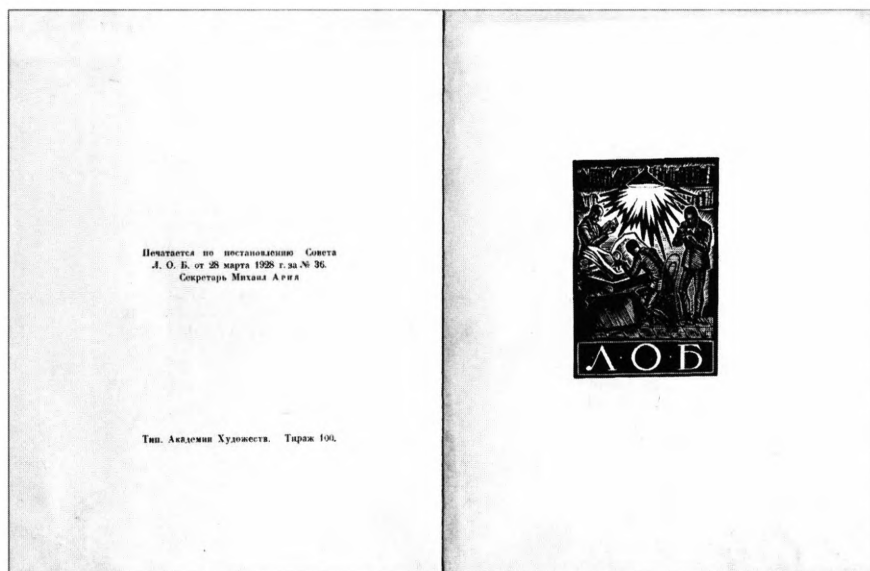 Печатается по постановлению Совета
Л. О. Б. от 28 марта 1928 г. за № 36.
Секретарь Михаил Ария
Тип. Академии Художеств. Тираж 100.
Л·О·Б